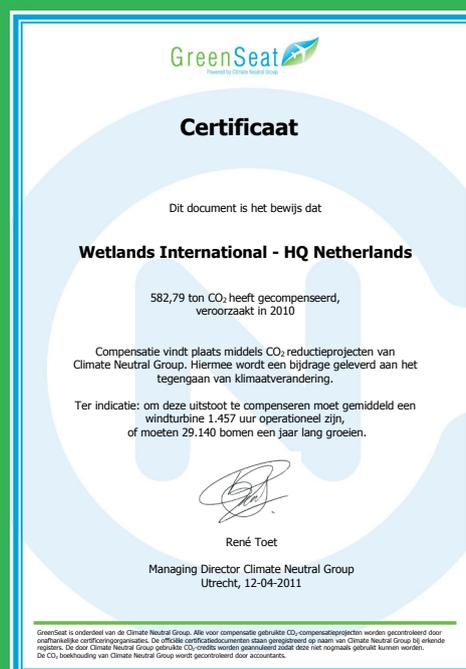 GreenSeat
Powered by Climate Neutral Group
Certificaat
Dit document is het bewijs dat
Wetlands International - HQ Netherlands
582,79 ton CO₂ heeft gecompenseerd,
veroorzaakt in 2010
Compensatie vindt plaats middels CO₂ reductieprojecten van
Climate Neutral Group. Hiermee wordt een bijdrage geleverd aan het
tegengaan van klimaatverandering.
Ter indicatie: om deze uitstoot te compenseren moet gemiddeld een
windturbine 1.457 uur operationeel zijn,
of moeten 29.140 bomen een jaar lang groeien.
René Toet
Managing Director Climate Neutral Group
Utrecht, 12-04-2011
GreenSeat is onderdeel van de Climate Neutral Group. Alle voor compensatie gebruikte CO₂-compensatieprojecten worden gecontroleerd door
onafhankelijke certificeringorganisaties. De officiële certificatiedocumenten staan geregistreerd op naam van Climate Neutral Group bij erkende
registers. De door Climate Neutral Group gebruikte CO₂-credits worden geannuleerd zodat deze niet nogmaals gebruikt kunnen worden.
De CO₂ boekhouding van Climate Neutral Group wordt gecontroleerd door accountants.